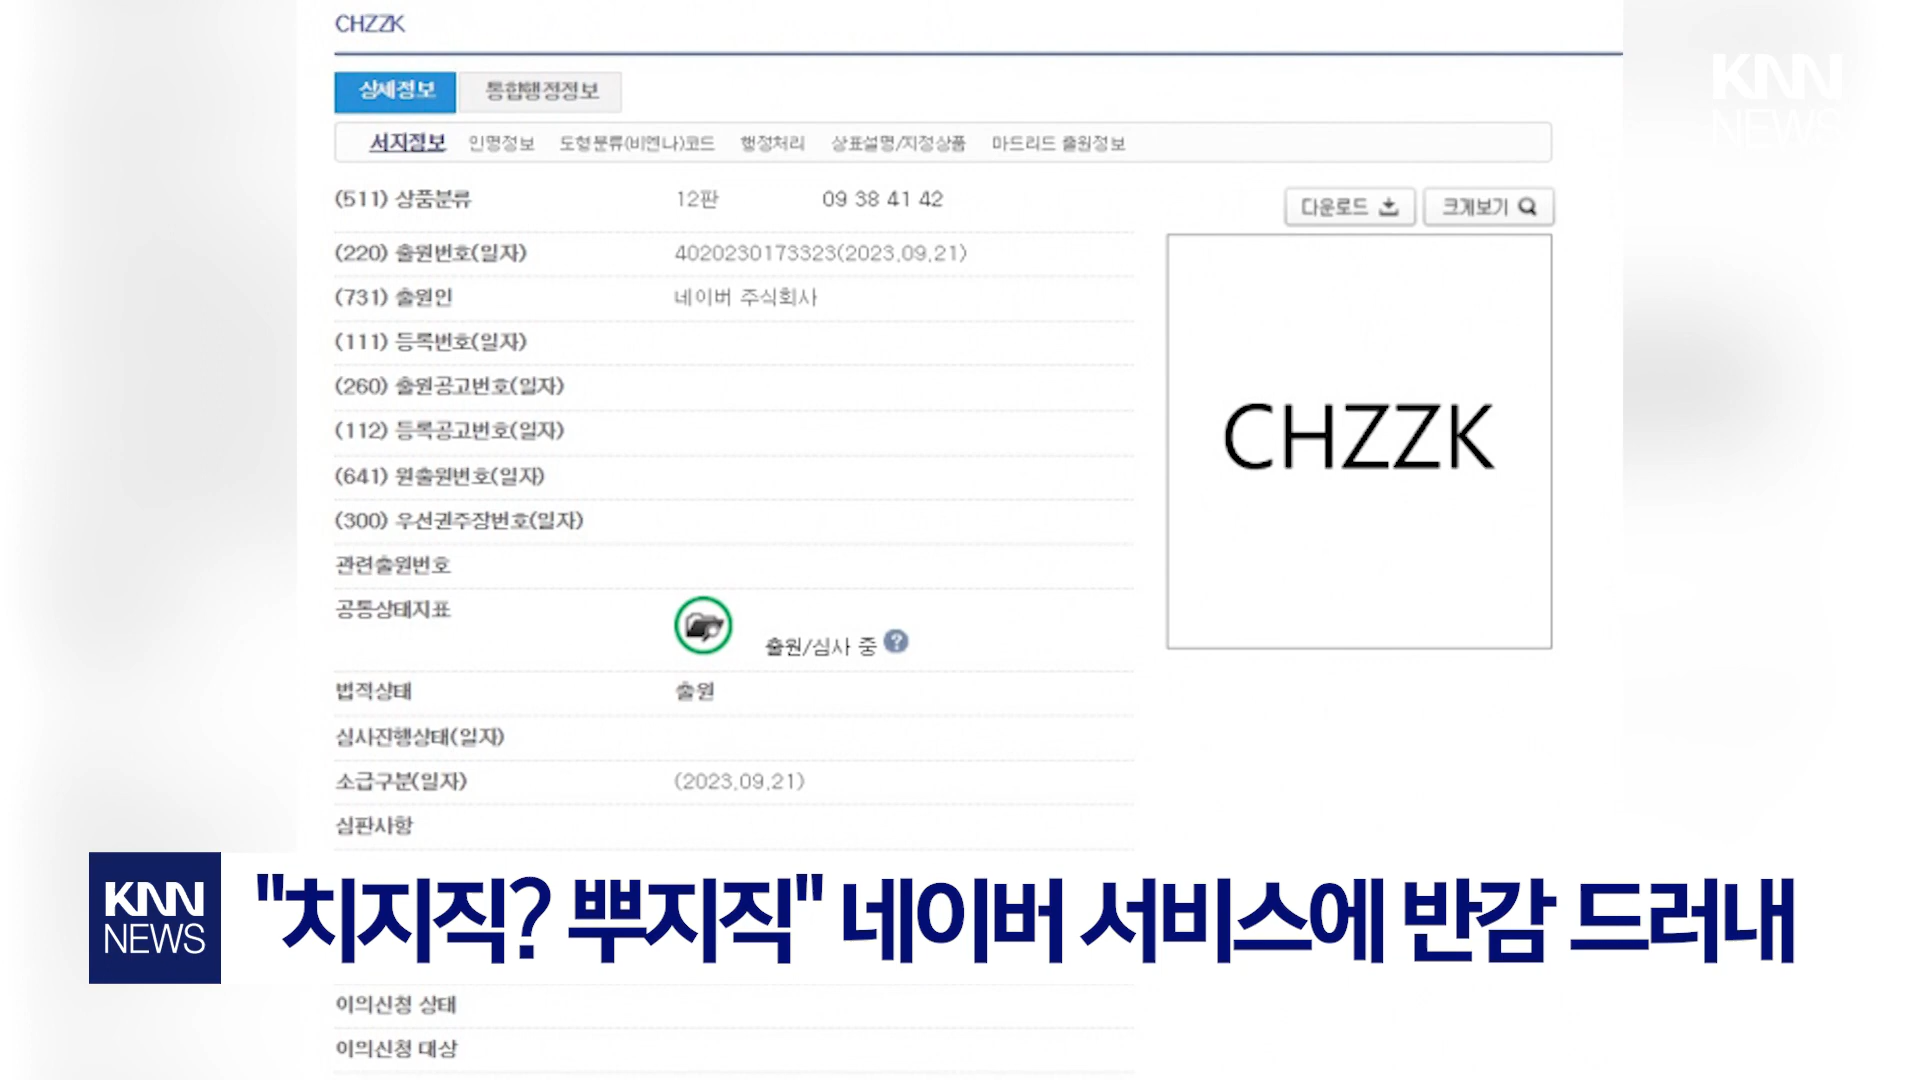 CHZZK
KNN
NEWS
상세정보 통합행정정보
서지정보 인명정보 도형분류(비엔나)코드 행정처리 상표설명/지정상품 마드리드 출원정보
(511) 상품분류 12판 09 38 41 42
다운로드 크게보기
(220) 출원번호(일자) 4020230173323(2023.09.21)
(731) 출원인 네이버 주식회사
(111) 등록번호(일자)
(260) 출원공고번호(일자)
(112) 등록공고번호(일자)
CHZZK
(641) 원출원번호(일자)
(300) 우선권주장번호(일자)
관련출원번호
공통상태지표
출원/심사 중 ?
법적상태 출원
심사진행상태(일자)
소급구분(일자) (2023.09.21)
심판사항
KNN
NEWS
"치지직? 뿌지직" 네이버 서비스에 반감 드러내
이의신청 상태
이의신청 대상